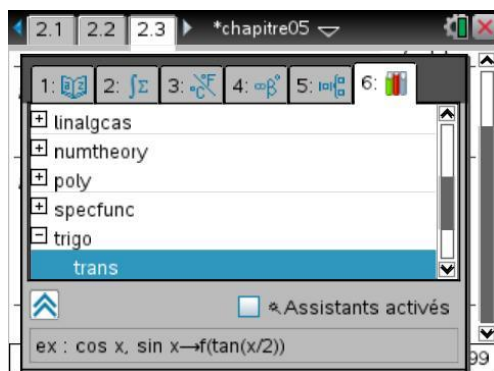 2.1 2.2 2.3 *chapitre05
1: 2: ∫Σ 3: °C°F 4: ∞β° 5: 6:
linalgcas
numtheory
poly
specfunc
trigo
trans
Assistants activés
ex : cos x, sin x→f(tan(x/2))
99